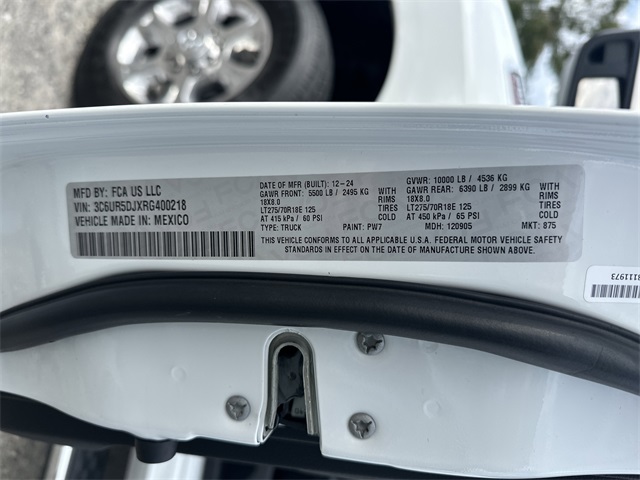 MFD BY: FCA US LLC
VIN: 3C6UR5DJXRG400218
VEHICLE MADE IN: MEXICO
DATE OF MFR (BUILT): 12-24
GAWR FRONT: 5500 LB / 2495 KG WITH
18X8.0 RIMS
LT275/70R18E 125 TIRES
AT 415 kPa / 60 PSI COLD
TYPE: TRUCK PAINT: PW7
GVWR: 10000 LB / 4536 KG
GAWR REAR: 6390 LB / 2899 KG WITH
18X8.0 RIMS
LT275/70R18E 125 TIRES
AT 450 kPa / 65 PSI COLD
MDH: 120905 MKT: 875
THIS VEHICLE CONFORMS TO ALL APPLICABLE U.S.A. FEDERAL MOTOR VEHICLE SAFETY
STANDARDS IN EFFECT ON THE DATE OF MANUFACTURE SHOWN ABOVE.
8111973